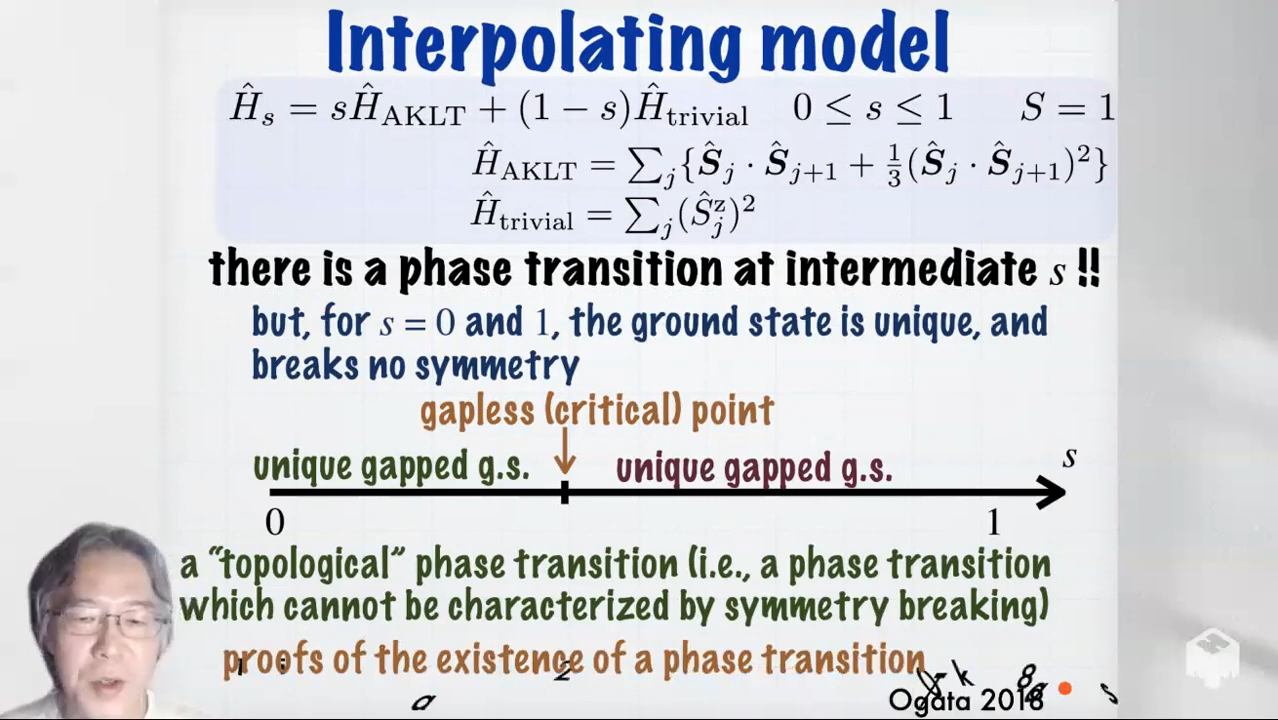 Interpolating model
Ĥ_s = sĤ_AKLT + (1 − s)Ĥ_trivial 0 ≤ s ≤ 1 S = 1
Ĥ_AKLT = ∑_j{Ŝ_j · Ŝ_{j+1} + 1/3(Ŝ_j · Ŝ_{j+1})²}
Ĥ_trivial = ∑_j(Ŝ_j^z)²
there is a phase transition at intermediate s !!
but, for s = 0 and 1, the ground state is unique, and
breaks no symmetry
gapless (critical) point
unique gapped g.s. unique gapped g.s. s
0 1
a “topological” phase transition (i.e., a phase transition
which cannot be characterized by symmetry breaking)
proofs of the existence of a phase transition
Ogata 2018